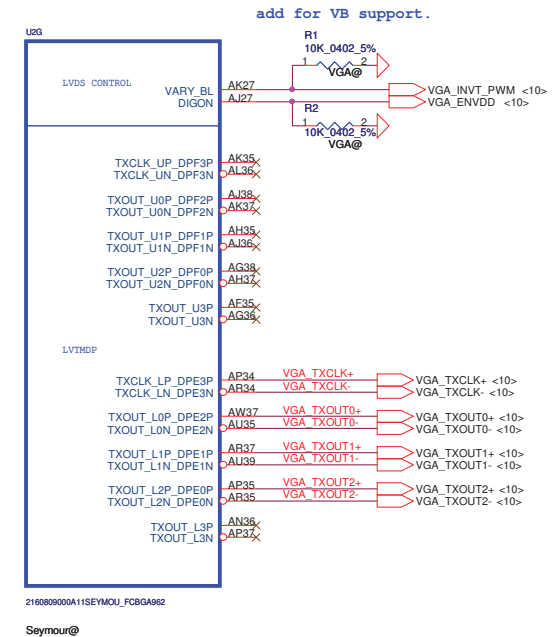 add for VB support.
U2G
R1
10K_0402_5%
1 2
VGA@
LVDS CONTROL
VARY_BL AK27 VGA_INVT_PWM <10>
DIGON AJ27 VGA_ENVDD <10>
R2
1 2
10K_0402_5%
VGA@
TXCLK_UP_DPF3P AK35
TXCLK_UN_DPF3N AL36
TXOUT_U0P_DPF2P AJ38
TXOUT_U0N_DPF2N AK37
TXOUT_U1P_DPF1P AH35
TXOUT_U1N_DPF1N AJ36
TXOUT_U2P_DPF0P AG38
TXOUT_U2N_DPF0N AH37
TXOUT_U3P AF35
TXOUT_U3N AG36
LVTMDP
TXCLK_LP_DPE3P AP34 VGA_TXCLK+ VGA_TXCLK+ <10>
TXCLK_LN_DPE3N AR34 VGA_TXCLK- VGA_TXCLK- <10>
TXOUT_L0P_DPE2P AW37 VGA_TXOUT0+ VGA_TXOUT0+ <10>
TXOUT_L0N_DPE2N AU35 VGA_TXOUT0- VGA_TXOUT0- <10>
TXOUT_L1P_DPE1P AR37 VGA_TXOUT1+ VGA_TXOUT1+ <10>
TXOUT_L1N_DPE1N AU39 VGA_TXOUT1- VGA_TXOUT1- <10>
TXOUT_L2P_DPE0P AP35 VGA_TXOUT2+ VGA_TXOUT2+ <10>
TXOUT_L2N_DPE0N AR35 VGA_TXOUT2- VGA_TXOUT2- <10>
TXOUT_L3P AN36
TXOUT_L3N AP37
2160809000A11SEYMOU_FCBGA962
Seymour@